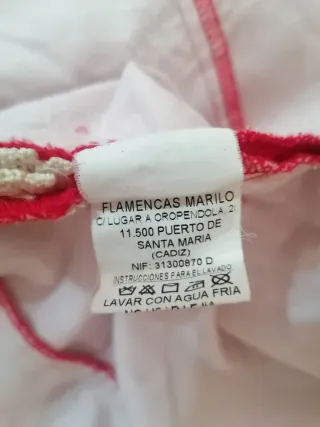 FLAMENCAS MARILO
C/LUGAR A OROPENDOLA, 2
11.500 PUERTO DE
SANTA MARIA
(CADIZ)
NIF: 31300870 D
INSTRUCCIONES PARA EL LAVADO
LAVAR CON AGUA FRIA